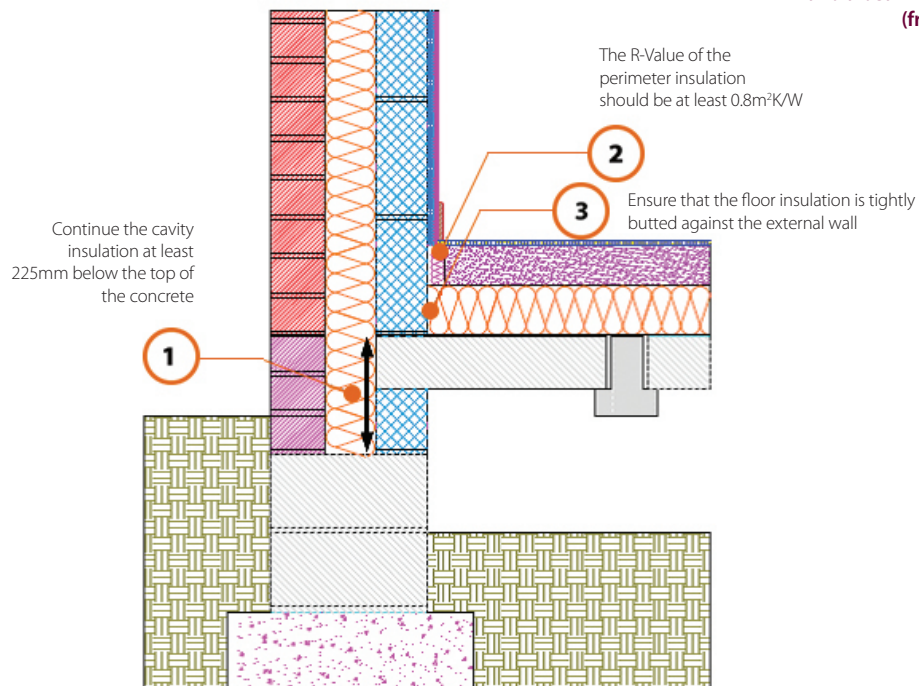 (fr
The R-Value of the
perimeter insulation
should be at least 0.8m²K/W
2
3
Ensure that the floor insulation is tightly
butted against the external wall
Continue the cavity
insulation at least
225mm below the top of
the concrete
1